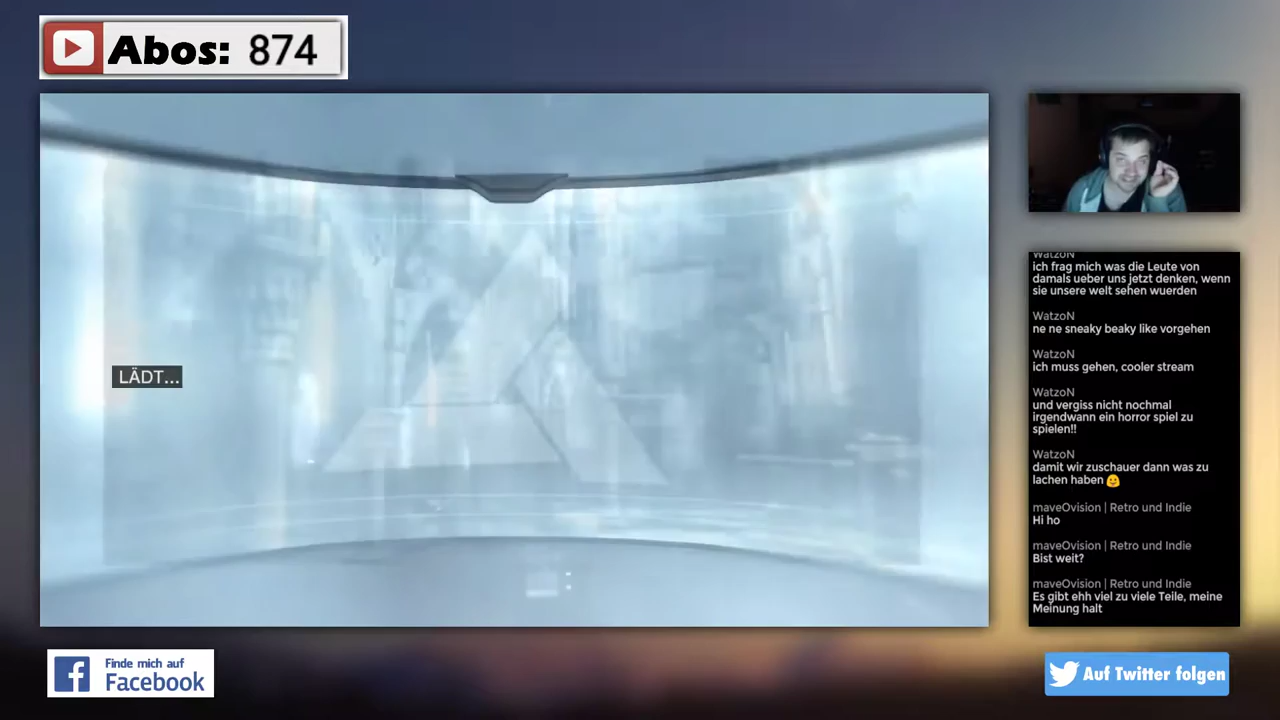 Abos: 874
LÄDT...
WatzoN
ich frag mich was die Leute von
damals ueber uns jetzt denken, wenn
sie unsere welt sehen wuerden
WatzoN
ne ne sneaky beaky like vorgehen
WatzoN
ich muss gehen, cooler stream
WatzoN
und vergiss nicht nochmal
irgendwann ein horror spiel zu
spielen!!
WatzoN
damit wir zuschauer dann was zu
lachen haben
maveOvision | Retro und Indie
Hi ho
maveOvision | Retro und Indie
Bist weit?
maveOvision | Retro und Indie
Es gibt ehh viel zu viele Teile, meine
Meinung halt
Finde mich auf
Facebook
Auf Twitter folgen